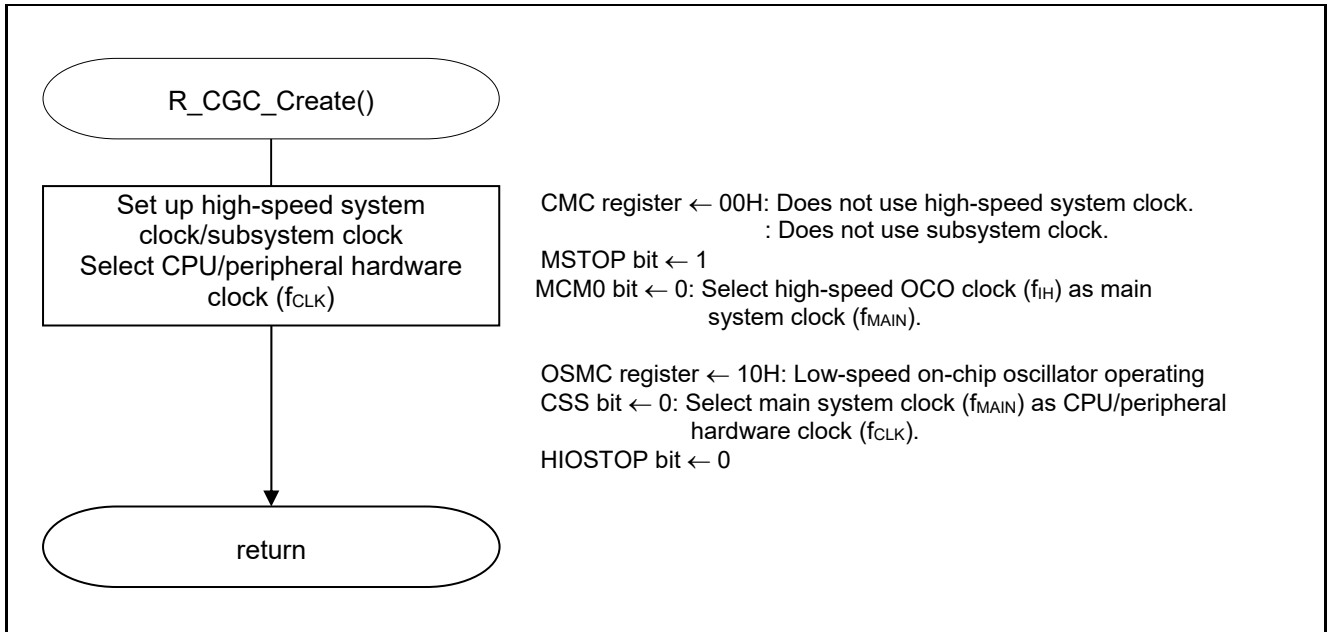 R_CGC_Create()
Set up high-speed system
clock/subsystem clock
Select CPU/peripheral hardware
clock (fCLK)
CMC register ← 00H: Does not use high-speed system clock.
: Does not use subsystem clock.
MSTOP bit ← 1
MCM0 bit ← 0: Select high-speed OCO clock (fIH) as main
system clock (fMAIN).
OSMC register ← 10H: Low-speed on-chip oscillator operating
CSS bit ← 0: Select main system clock (fMAIN) as CPU/peripheral
hardware clock (fCLK).
HIOSTOP bit ← 0
return